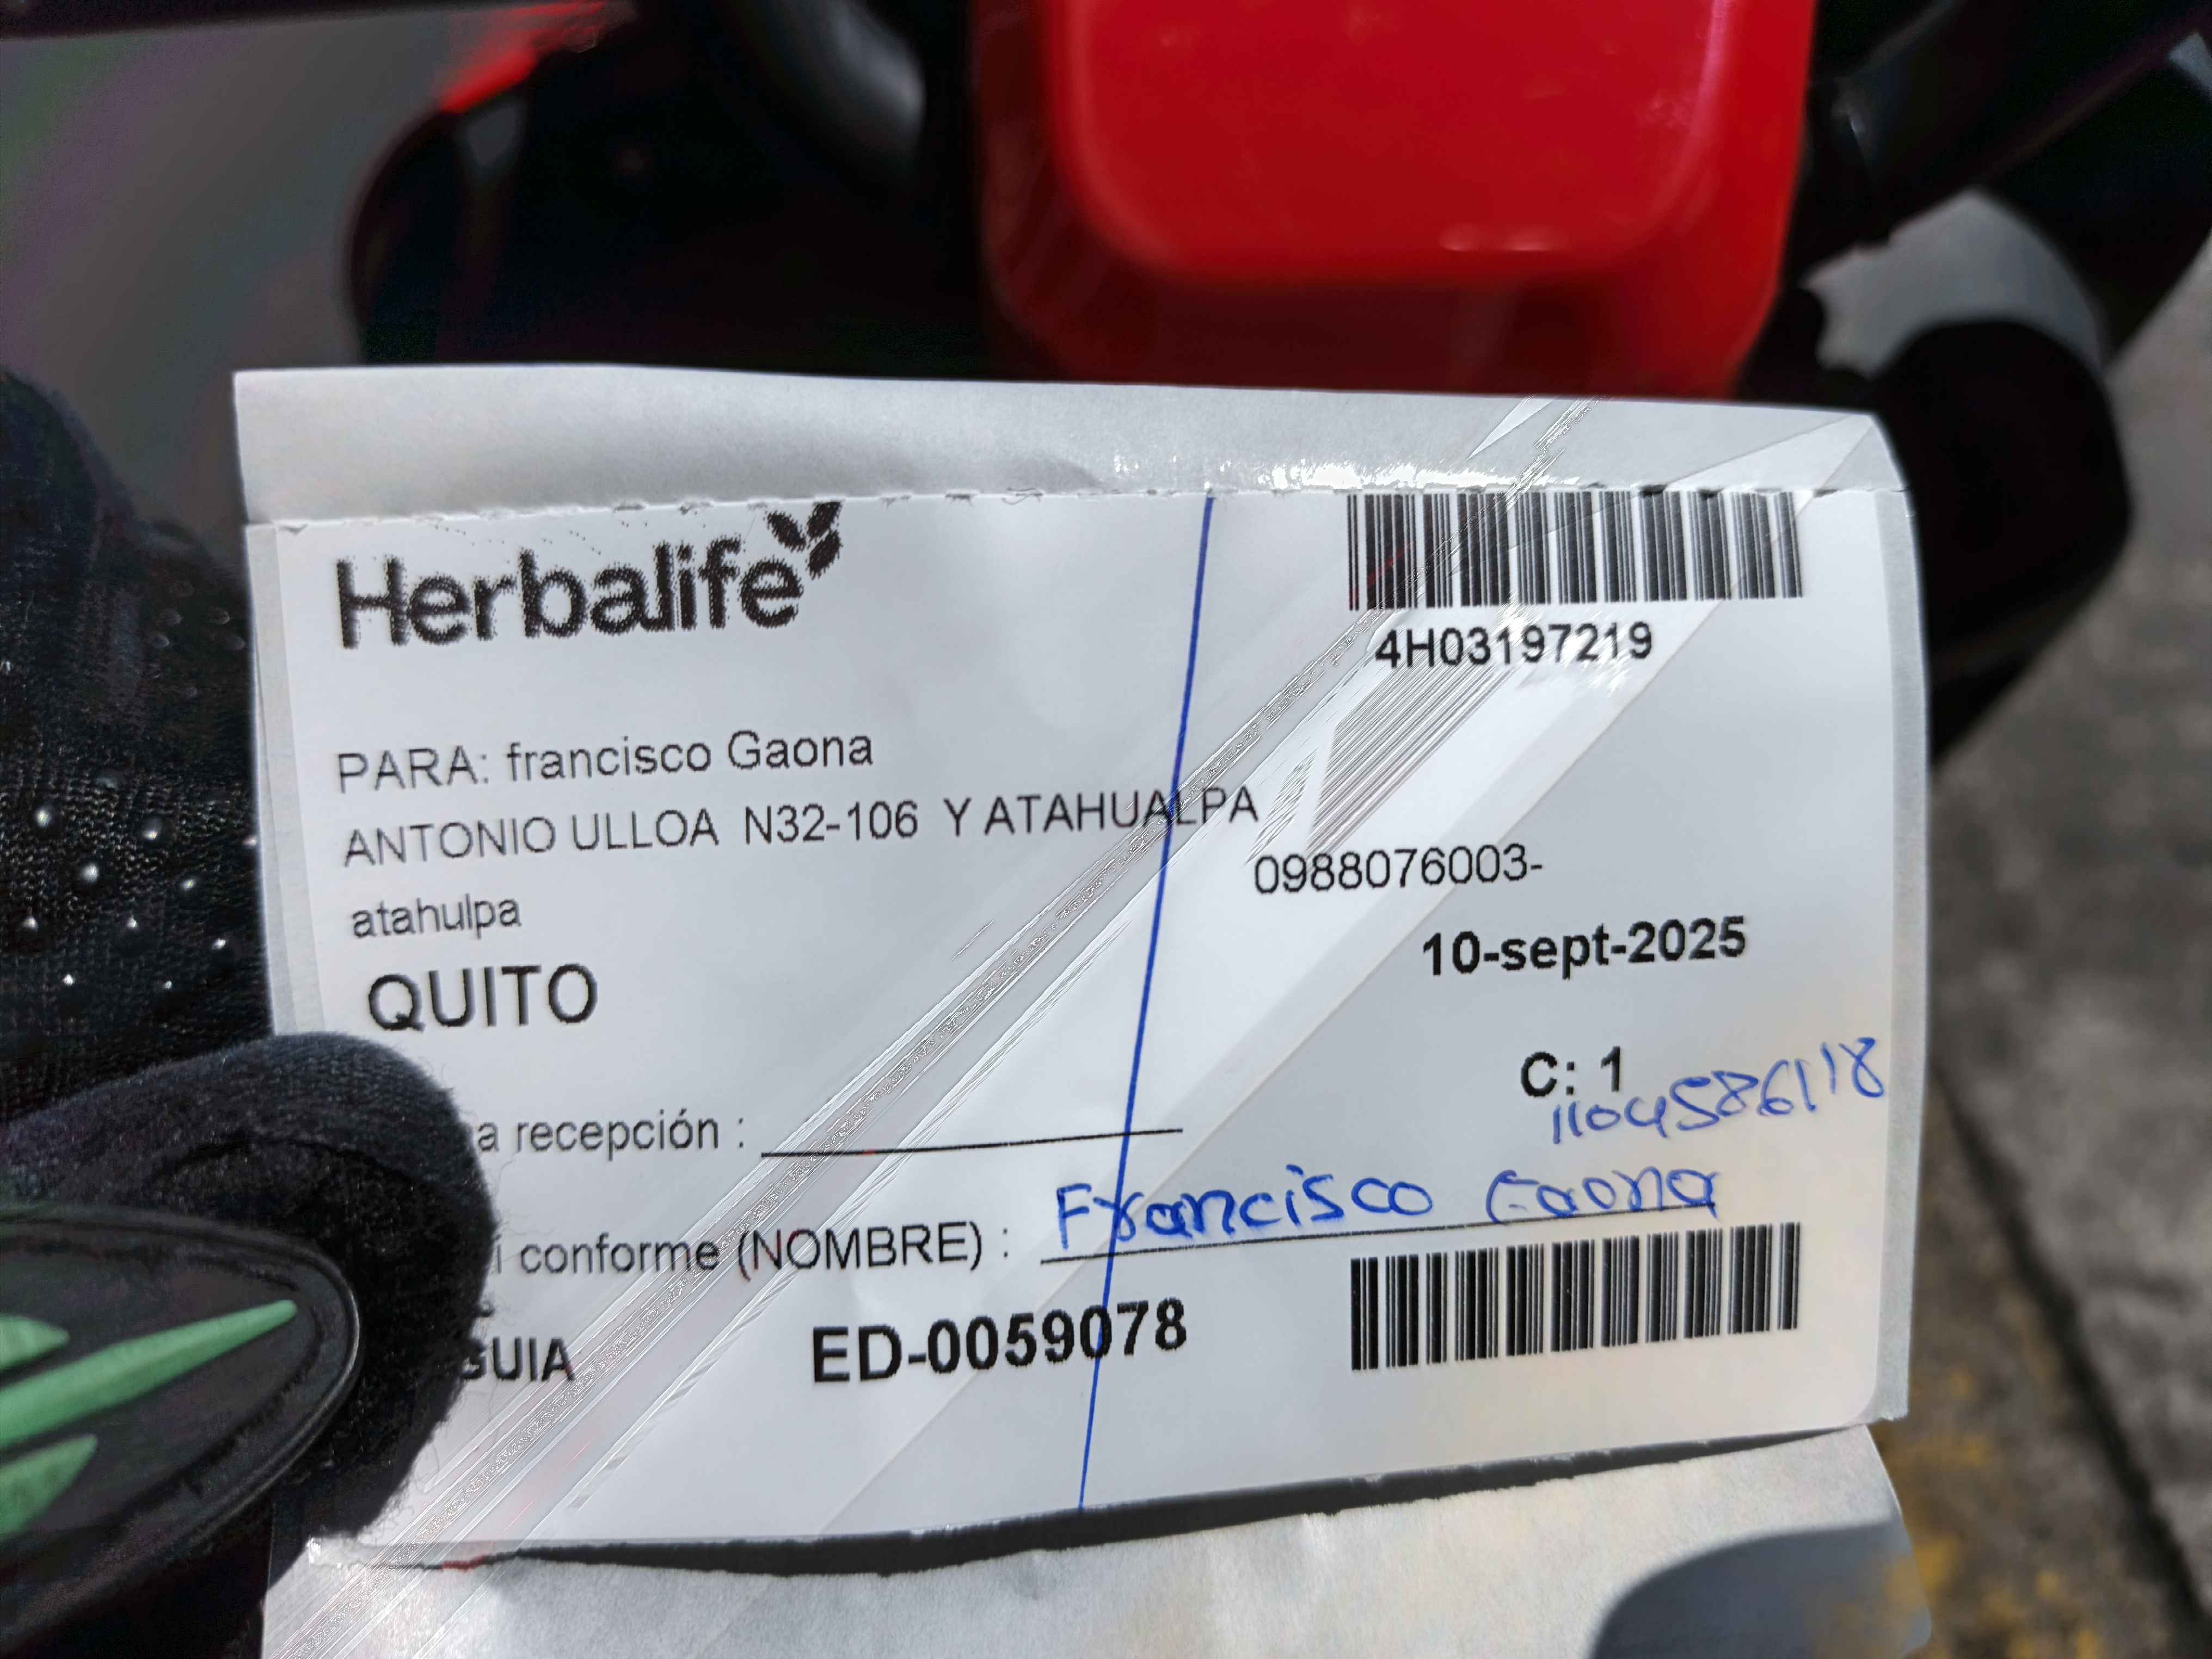 Herbalife
4H03197219
PARA: francisco Gaona
ANTONIO ULLOA N32-106 Y ATAHUALPA
0988076003-
atahulpa
10-sept-2025
QUITO
C: 1
1104586118
a recepción :
conforme (NOMBRE) : Francisco Gaona
GUIA ED-0059078